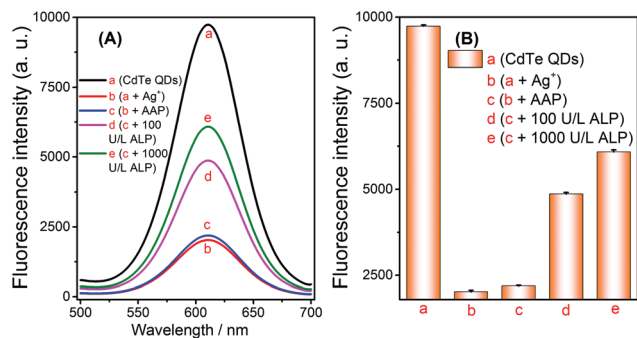 (A)
Fluorescence intensity (a. u.)
10000
7500
5000
2500
0
500 550 600 650 700
Wavelength / nm
a
e
d
c
b
a (CdTe QDs)
b (a + Ag⁺)
c (b + AAP)
d (c + 100
U/L ALP)
e (c + 1000
U/L ALP)
(B)
Fluorescence intensity (a. u.)
10000
7500
5000
2500
a b c d e
a (CdTe QDs)
b (a + Ag⁺)
c (b + AAP)
d (c + 100 U/L ALP)
e (c + 1000 U/L ALP)